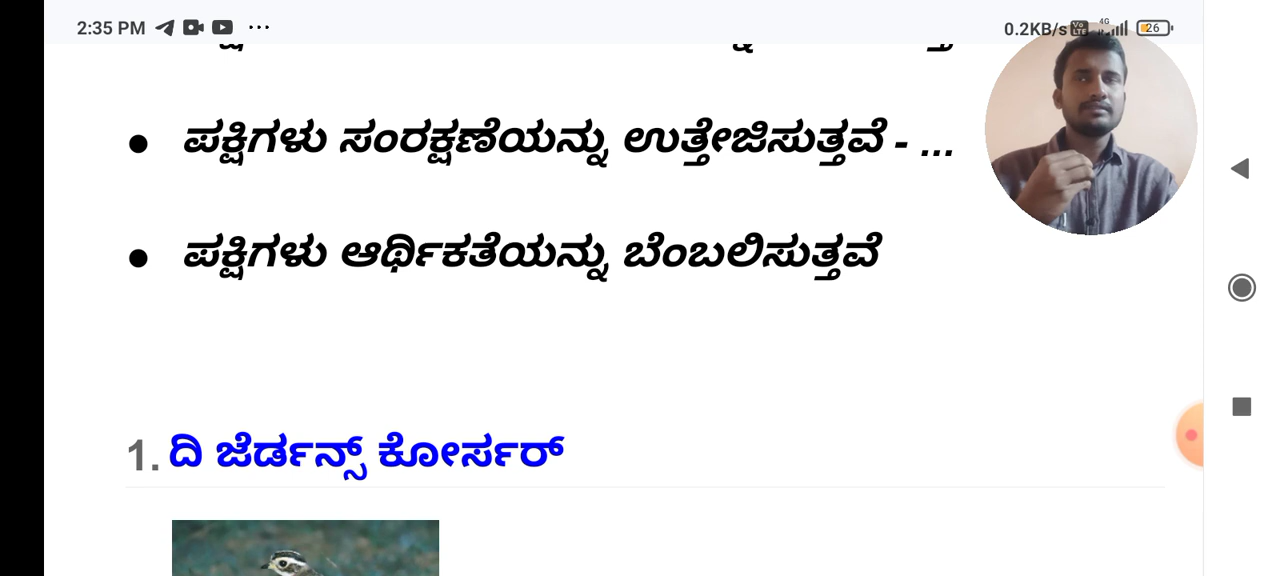 2:35 PM ...
0.2KB/s 4G 26
• ಪಕ್ಷಿಗಳು ಸಂರಕ್ಷಣೆಯನ್ನು ಉತ್ತೇಜಿಸುತ್ತವೆ - ...
• ಪಕ್ಷಿಗಳು ಆರ್ಥಿಕತೆಯನ್ನು ಬೆಂಬಲಿಸುತ್ತವೆ
1. ದಿ ಜೆರ್ಡನ್ಸ್ ಕೋರ್ಸರ್